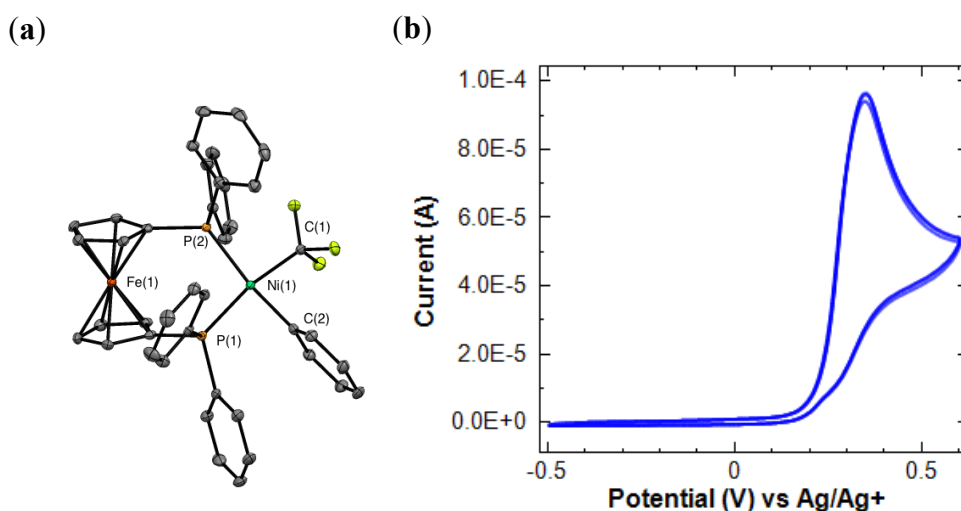 (a)
C(1)
P(2)
Fe(1)
Ni(1)
P(1)
C(2)
(b)
1.0E-4
8.0E-5
6.0E-5
4.0E-5
2.0E-5
0.0E+0
Current (A)
-0.5
0
0.5
Potential (V) vs Ag/Ag+